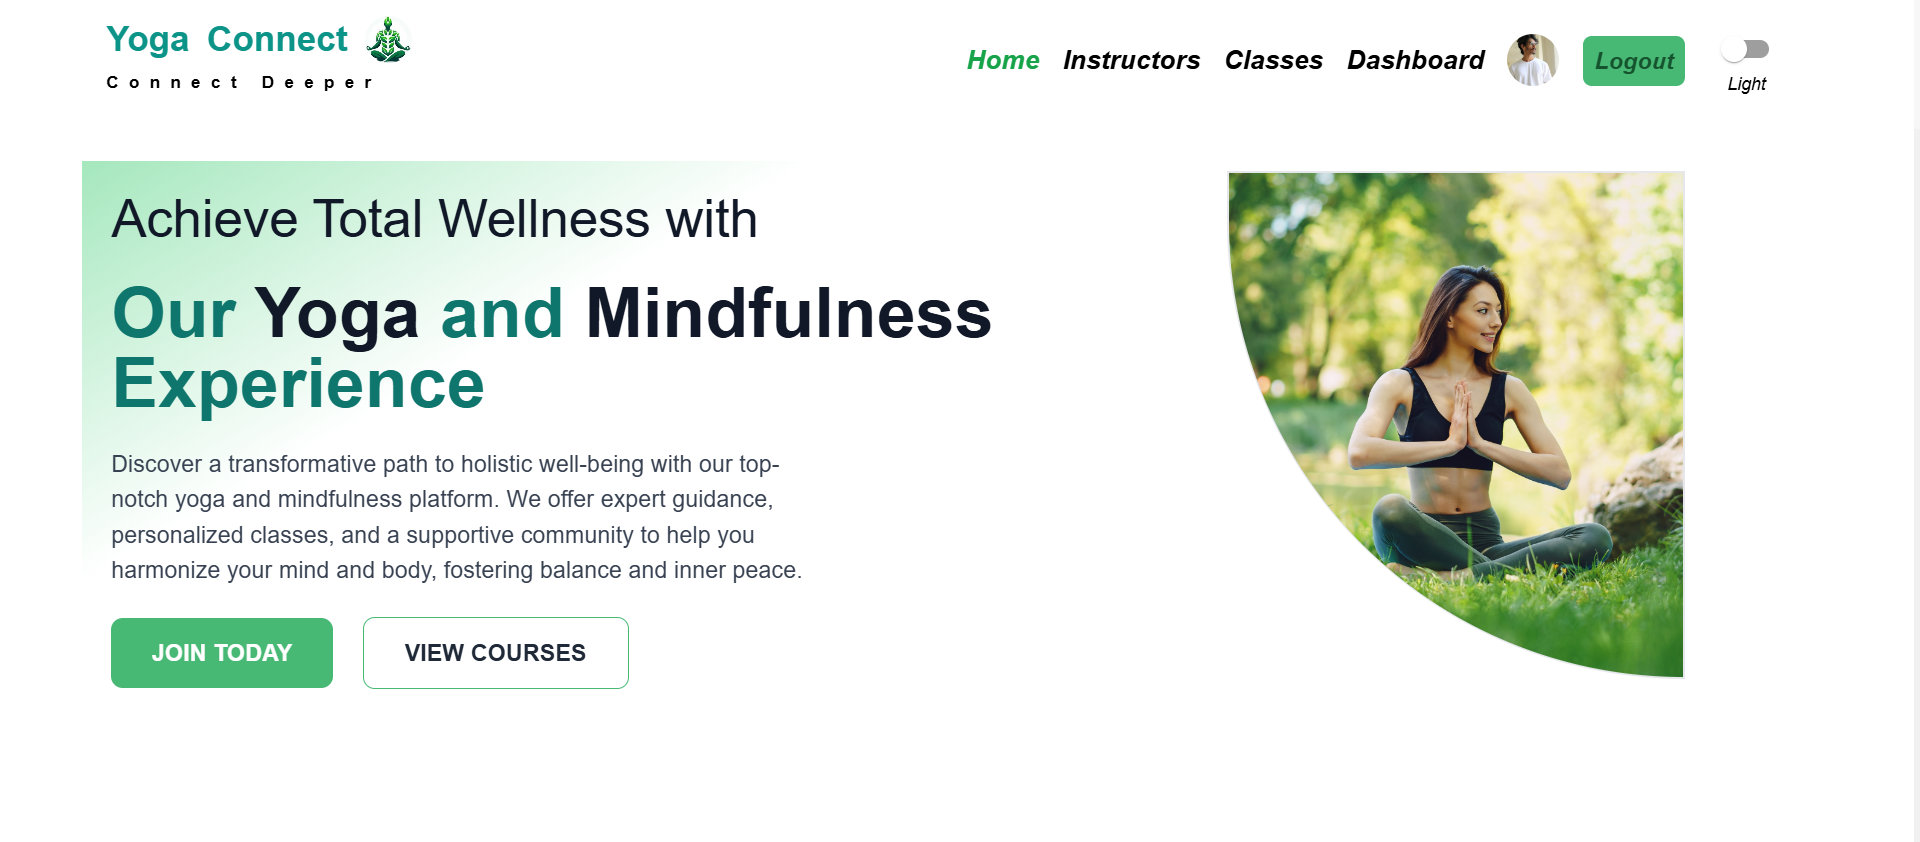 Yoga Connect
Connect Deeper
Home Instructors Classes Dashboard Logout
Light
Achieve Total Wellness with
Our Yoga and Mindfulness
Experience
Discover a transformative path to holistic well-being with our top-
notch yoga and mindfulness platform. We offer expert guidance,
personalized classes, and a supportive community to help you
harmonize your mind and body, fostering balance and inner peace.
JOIN TODAY VIEW COURSES